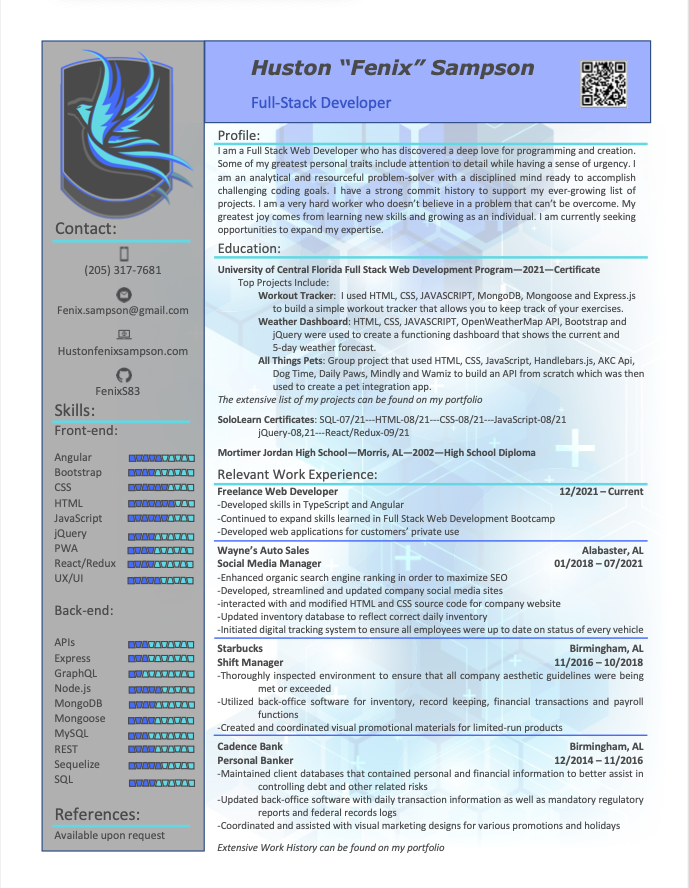 Huston “Fenix” Sampson
Full-Stack Developer
Contact:
(205) 317-7681
Fenix.sampson@gmail.com
Hustonfenixsampson.com
FenixS83
Skills:
Front-end:
Angular
Bootstrap
CSS
HTML
JavaScript
jQuery
PWA
React/Redux
UX/UI
Back-end:
APIs
Express
GraphQL
Node.js
MongoDB
Mongoose
MySQL
REST
Sequelize
SQL
References:
Available upon request
Profile:
I am a Full Stack Web Developer who has discovered a deep love for programming and creation.
Some of my greatest personal traits include attention to detail while having a sense of urgency. I
am an analytical and resourceful problem-solver with a disciplined mind ready to accomplish
challenging coding goals. I have a strong commit history to support my ever-growing list of
projects. I am a very hard worker who doesn’t believe in a problem that can’t be overcome. My
greatest joy comes from learning new skills and growing as an individual. I am currently seeking
opportunities to expand my expertise.
Education:
University of Central Florida Full Stack Web Development Program—2021—Certificate
Top Projects Include:
Workout Tracker: I used HTML, CSS, JAVASCRIPT, MongoDB, Mongoose and Express.js
to build a simple workout tracker that allows you to keep track of your exercises.
Weather Dashboard: HTML, CSS, JAVASCRIPT, OpenWeatherMap API, Bootstrap and
jQuery were used to create a functioning dashboard that shows the current and
5-day weather forecast.
All Things Pets: Group project that used HTML, CSS, JavaScript, Handlebars.js, AKC Api,
Dog Time, Daily Paws, Mindly and Wamiz to build an API from scratch which was then
used to create a pet integration app.
The extensive list of my projects can be found on my portfolio
SoloLearn Certificates: SQL-07/21---HTML-08/21---CSS-08/21---JavaScript-08/21
jQuery-08,21---React/Redux-09/21
Mortimer Jordan High School—Morris, AL—2002—High School Diploma
Relevant Work Experience:
Freelance Web Developer 12/2021 – Current
-Developed skills in TypeScript and Angular
-Continued to expand skills learned in Full Stack Web Development Bootcamp
-Developed web applications for customers’ private use
Wayne’s Auto Sales Alabaster, AL
Social Media Manager 01/2018 – 07/2021
-Enhanced organic search engine ranking in order to maximize SEO
-Developed, streamlined and updated company social media sites
-interacted with and modified HTML and CSS source code for company website
-Updated inventory database to reflect correct daily inventory
-Initiated digital tracking system to ensure all employees were up to date on status of every vehicle
Starbucks Birmingham, AL
Shift Manager 11/2016 – 10/2018
-Thoroughly inspected environment to ensure that all company aesthetic guidelines were being
met or exceeded
-Utilized back-office software for inventory, record keeping, financial transactions and payroll
functions
-Created and coordinated visual promotional materials for limited-run products
Cadence Bank Birmingham, AL
Personal Banker 12/2014 – 11/2016
-Maintained client databases that contained personal and financial information to better assist in
controlling debt and other related risks
-Updated back-office software with daily transaction information as well as mandatory regulatory
reports and federal records logs
-Coordinated and assisted with visual marketing designs for various promotions and holidays
Extensive Work History can be found on my portfolio